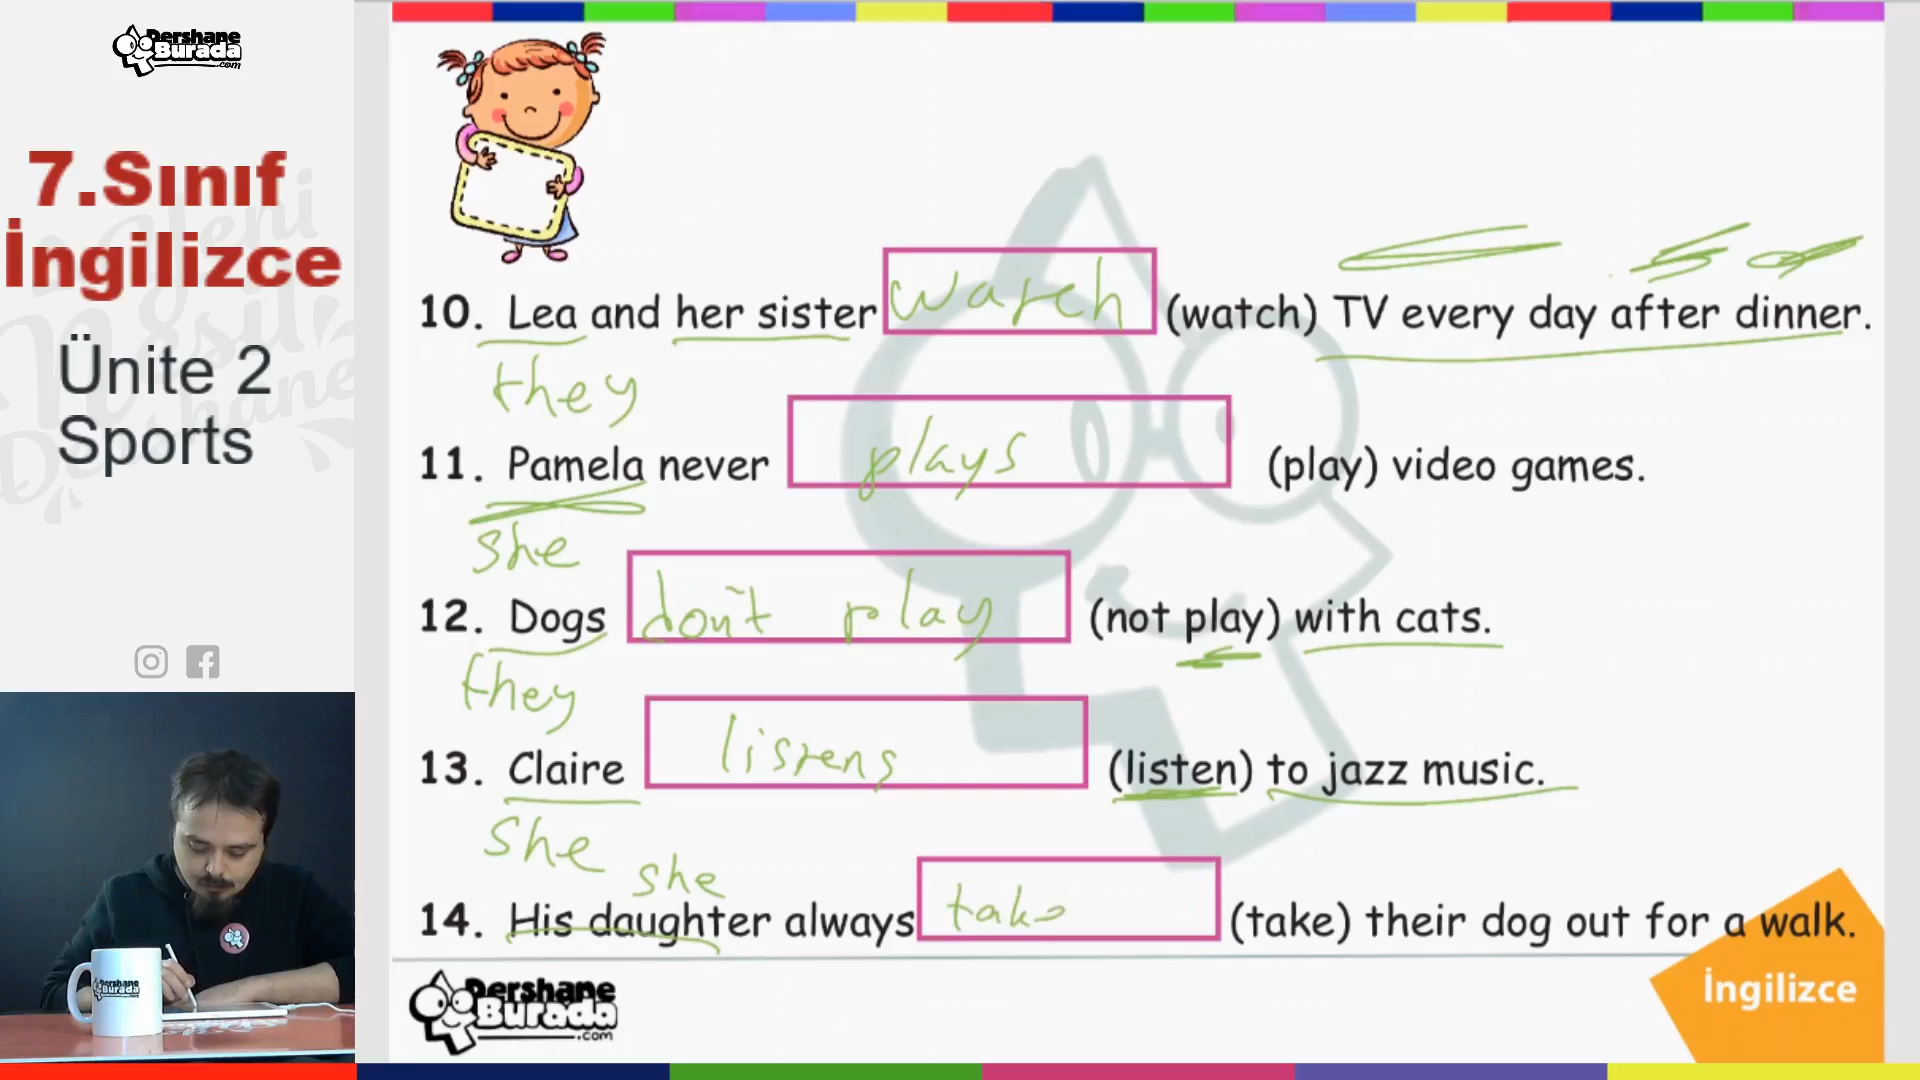 Dershane
Burada
.com
7.Sınıf
İngilizce
Ünite 2
Sports
10. Lea and her sister watch (watch) TV every day after dinner.
they
11. Pamela never plays (play) video games.
she
12. Dogs don't play (not play) with cats.
they
13. Claire listens (listen) to jazz music.
she
she
14. His daughter always take (take) their dog out for a walk.
Dershane
Burada
.com
İngilizce
Dershane
Burada